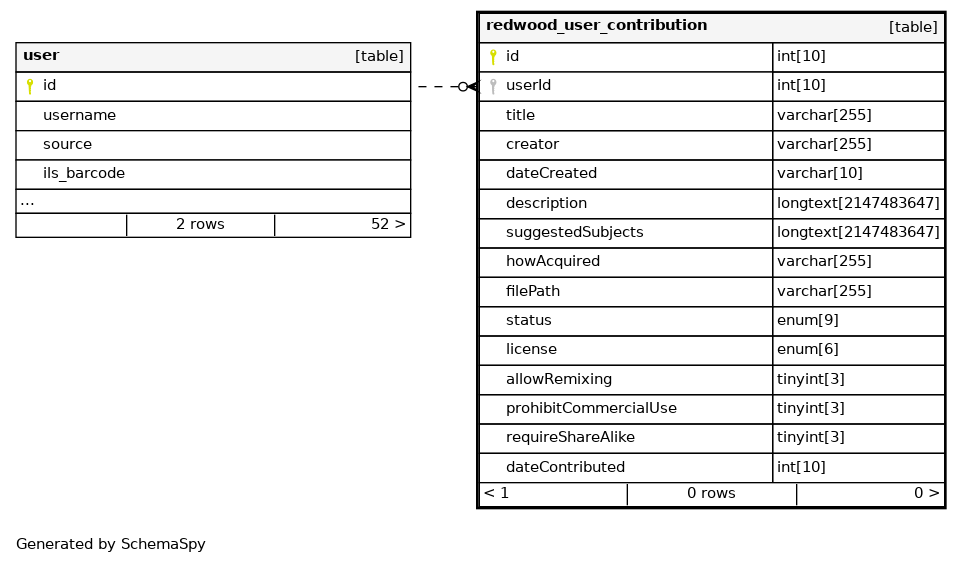 user [table]
id
username
source
ils_barcode
...
2 rows 52 >
redwood_user_contribution [table]
id int[10]
userId int[10]
title varchar[255]
creator varchar[255]
dateCreated varchar[10]
description longtext[2147483647]
suggestedSubjects longtext[2147483647]
howAcquired varchar[255]
filePath varchar[255]
status enum[9]
license enum[6]
allowRemixing tinyint[3]
prohibitCommercialUse tinyint[3]
requireShareAlike tinyint[3]
dateContributed int[10]
< 1 0 rows 0 >
Generated by SchemaSpy